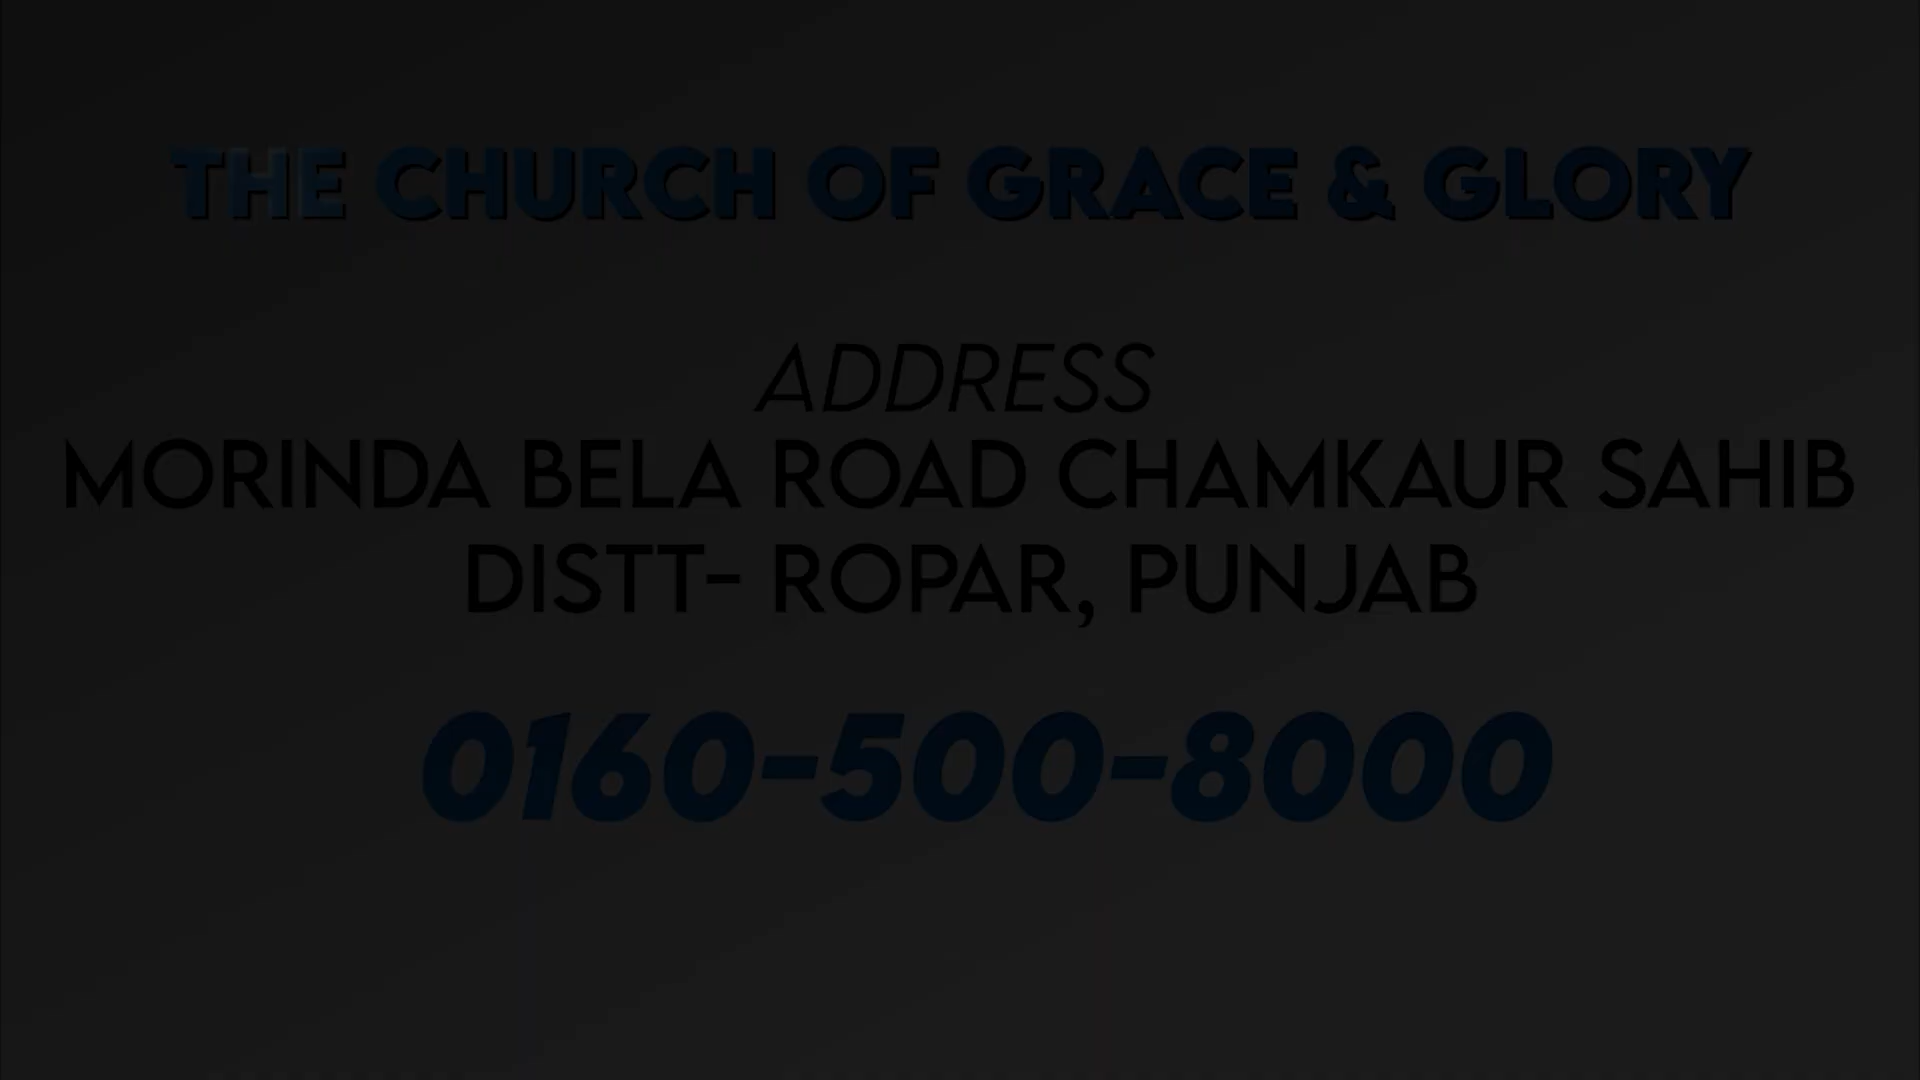 THE CHURCH OF GRACE & GLORY
ADDRESS
MORINDA BELA ROAD CHAMKAUR SAHIB
DISTT- ROPAR, PUNJAB
0160-500-8000